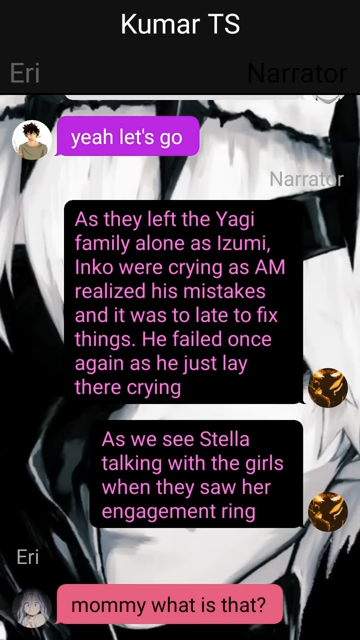 Kumar TS
Eri
Narrator
yeah let's go
Narrator
As they left the Yagi
family alone as Izumi,
Inko were crying as AM
realized his mistakes
and it was to late to fix
things. He failed once
again as he just lay
there crying
As we see Stella
talking with the girls
when they saw her
engagement ring
Eri
mommy what is that?